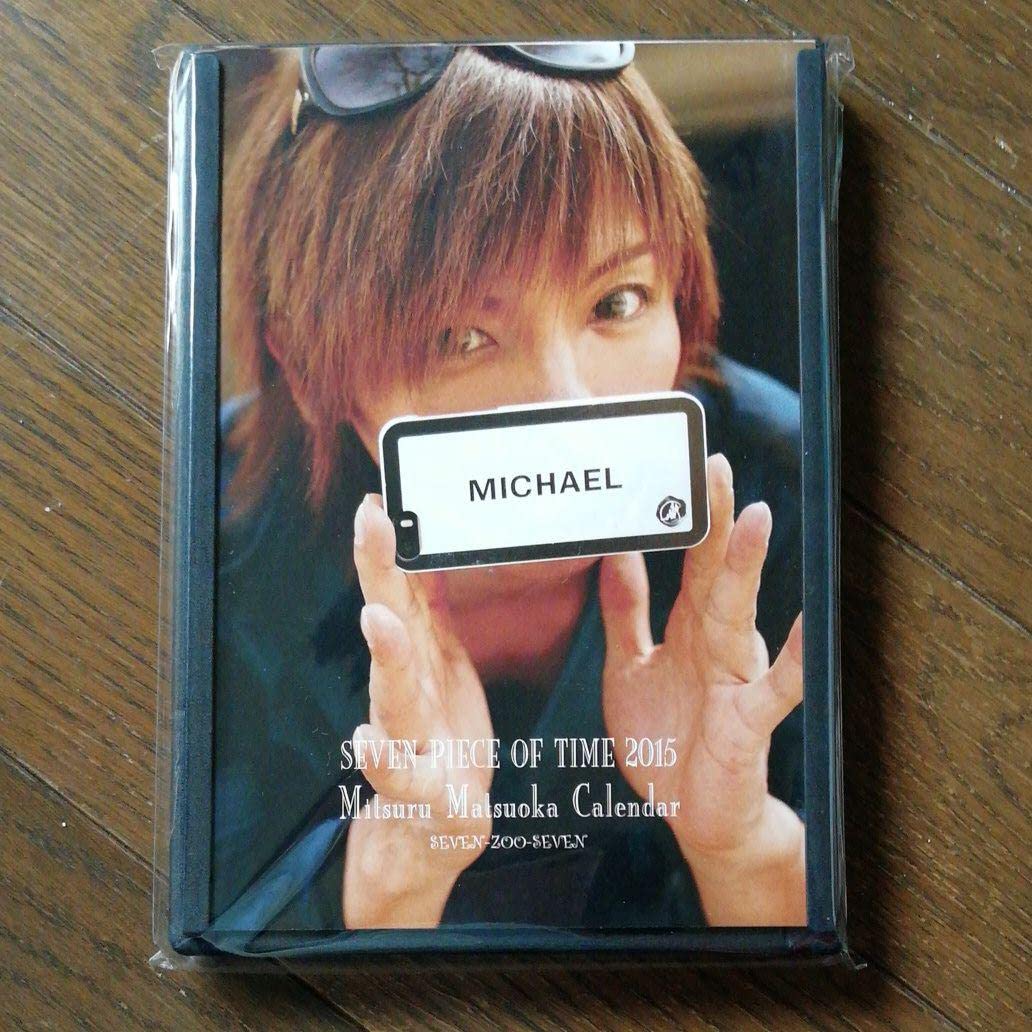 MICHAEL
SEVEN PIECE OF TIME 2015
Mitsuru Matsuoka Calendar
SEVEN-ZOO-SEVEN